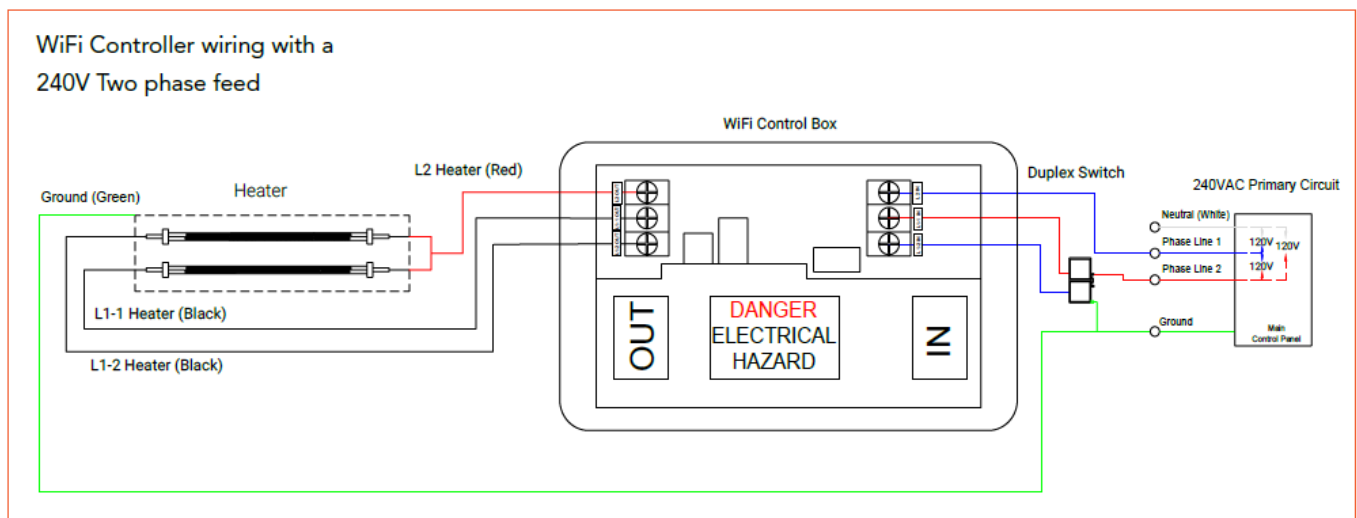 WiFi Controller wiring with a
240V Two phase feed
WiFi Control Box
L2 Heater (Red)
Duplex Switch
240VAC Primary Circuit
Ground (Green)
Heater
Neutral (White)
Phase Line 1
120V
120V
Phase Line 2
120V
L1-1 Heater (Black)
L1-2 Heater (Black)
OUT
DANGER
ELECTRICAL
HAZARD
IN
Ground
Main
Control Panel